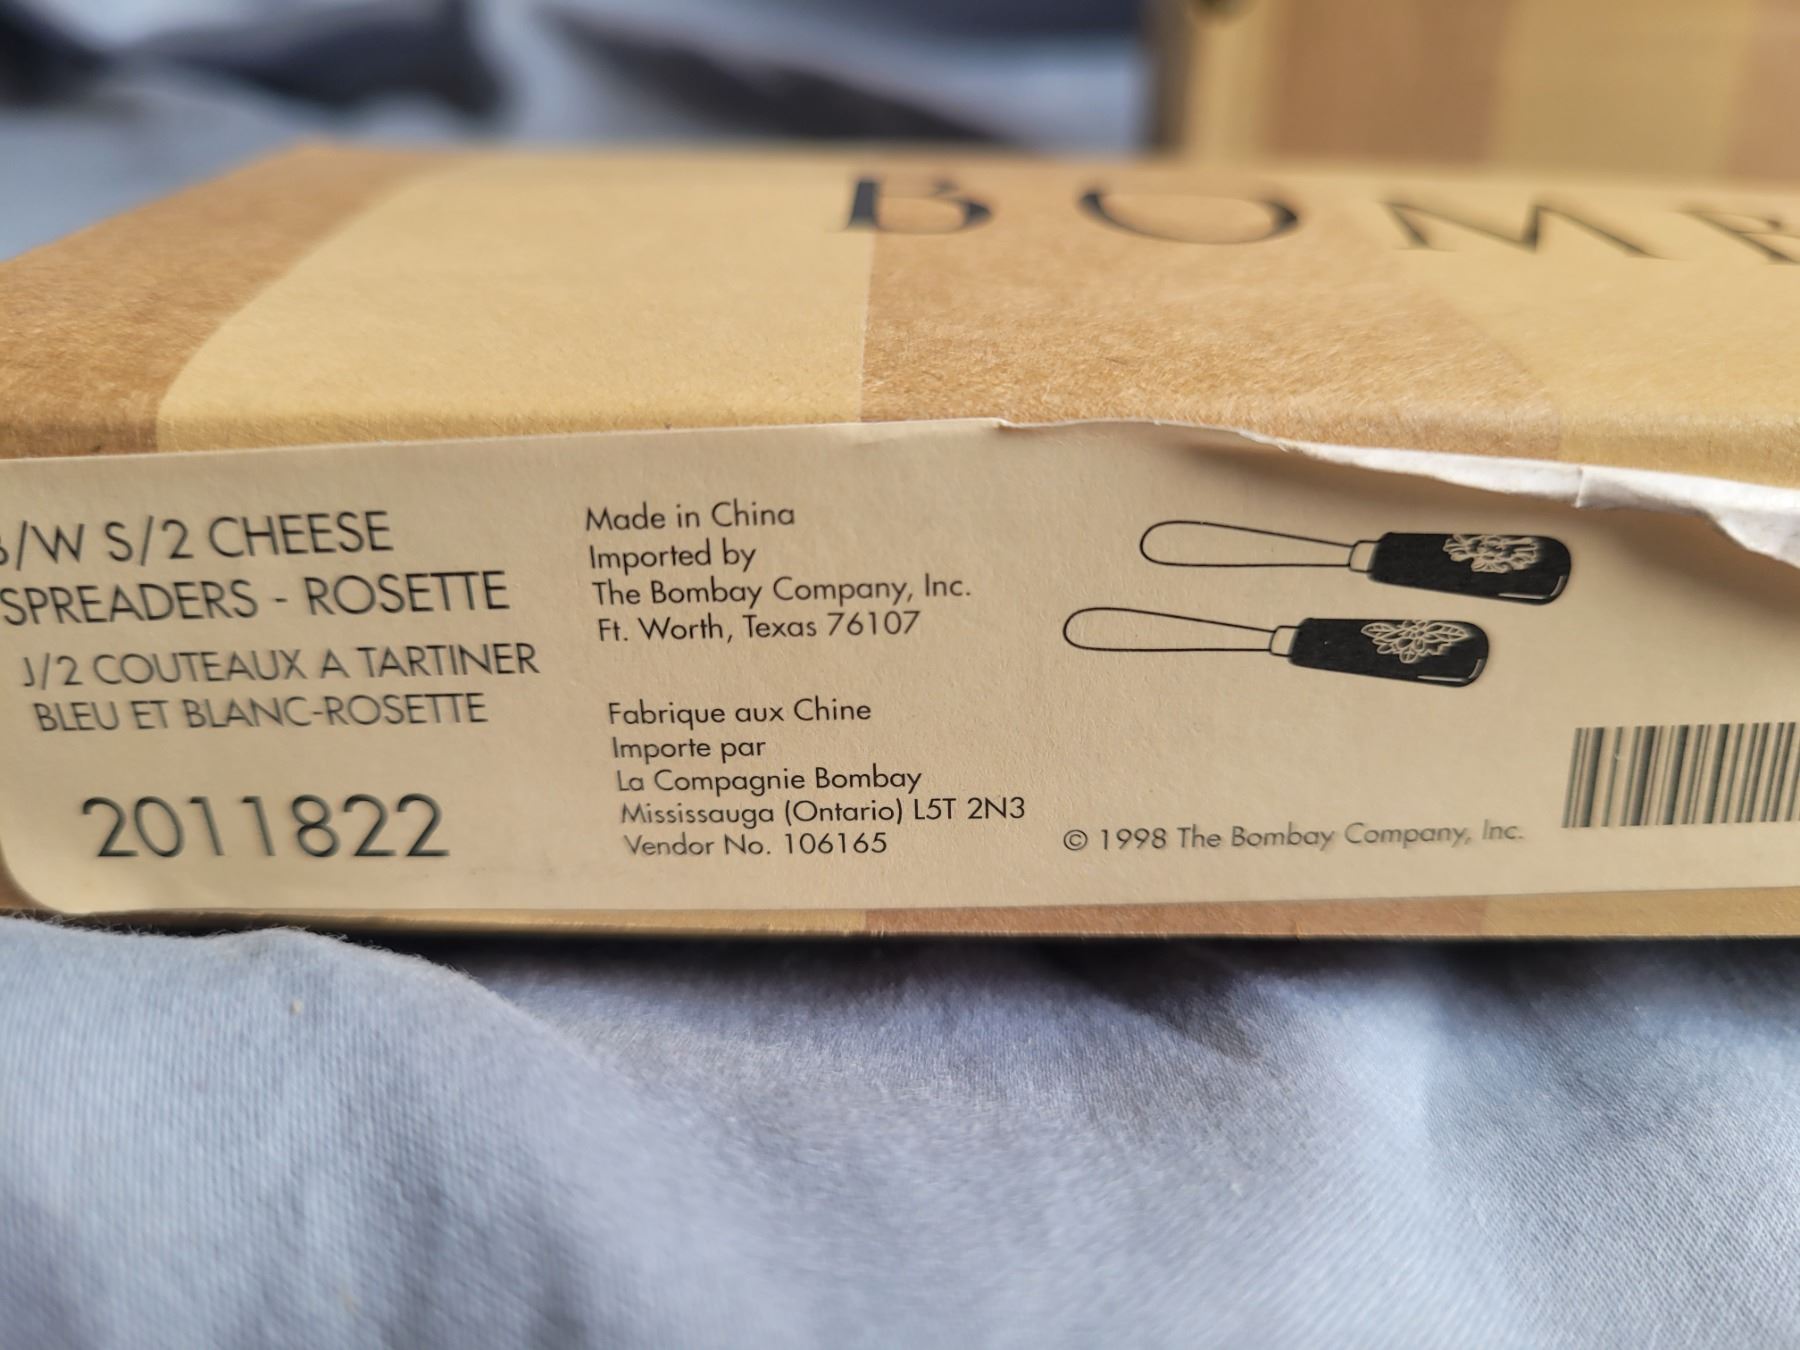 BOMB
B/W S/2 CHEESE
SPREADERS - ROSETTE
J/2 COUTEAUX A TARTINER
BLEU ET BLANC-ROSETTE
2011822
Made in China
Imported by
The Bombay Company, Inc.
Ft. Worth, Texas 76107
Fabrique aux Chine
Importe par
La Compagnie Bombay
Mississauga (Ontario) L5T 2N3
Vendor No. 106165
© 1998 The Bombay Company, Inc.